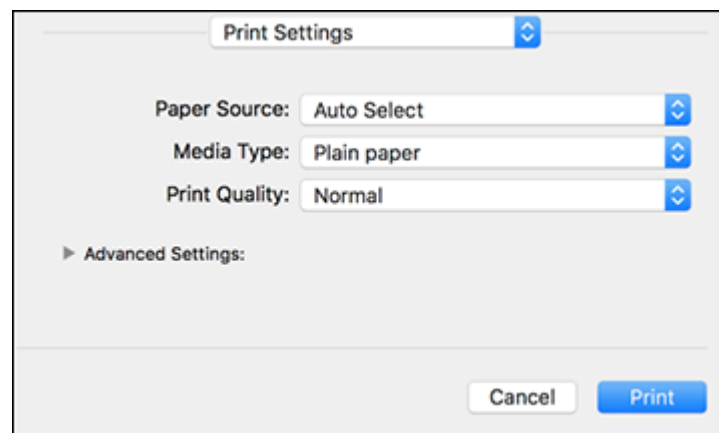 Print Settings
Paper Source: Auto Select
Media Type: Plain paper
Print Quality: Normal
Advanced Settings:
Cancel Print